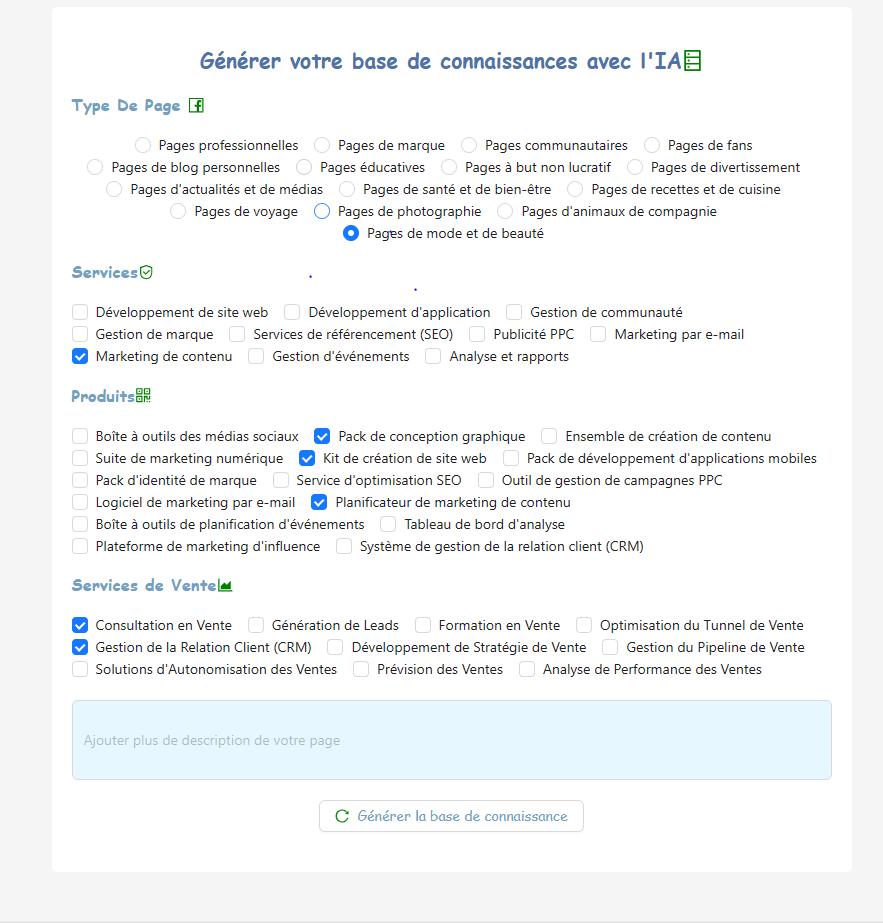 Générer votre base de connaissances avec l'IA
Type De Page
Pages professionnelles Pages de marque Pages communautaires Pages de fans
Pages de blog personnelles Pages éducatives Pages à but non lucratif Pages de divertissement
Pages d'actualités et de médias Pages de santé et de bien-être Pages de recettes et de cuisine
Pages de voyage Pages de photographie Pages d'animaux de compagnie
Pages de mode et de beauté
Services
Développement de site web Développement d'application Gestion de communauté
Gestion de marque Services de référencement (SEO) Publicité PPC Marketing par e-mail
Marketing de contenu Gestion d'événements Analyse et rapports
Produits
Boîte à outils des médias sociaux Pack de conception graphique Ensemble de création de contenu
Suite de marketing numérique Kit de création de site web Pack de développement d'applications mobiles
Pack d'identité de marque Service d'optimisation SEO Outil de gestion de campagnes PPC
Logiciel de marketing par e-mail Planificateur de marketing de contenu
Boîte à outils de planification d'événements Tableau de bord d'analyse
Plateforme de marketing d'influence Système de gestion de la relation client (CRM)
Services de Vente
Consultation en Vente Génération de Leads Formation en Vente Optimisation du Tunnel de Vente
Gestion de la Relation Client (CRM) Développement de Stratégie de Vente Gestion du Pipeline de Vente
Solutions d'Autonomisation des Ventes Prévision des Ventes Analyse de Performance des Ventes
Ajouter plus de description de votre page
Générer la base de connaissance